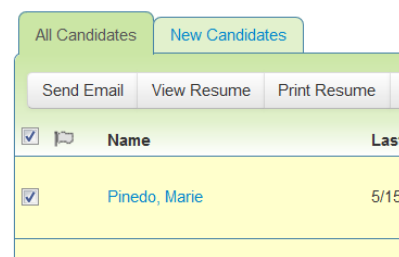 All Candidates New Candidates
Send Email View Resume Print Resume
Name
Pinedo, Marie